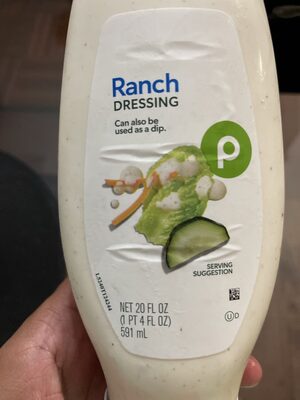 Ranch
DRESSING
Can also be
used as a dip.
P
SERVING
SUGGESTION
NET 20 FL OZ
(1 PT 4 FL OZ)
591 mL
U D